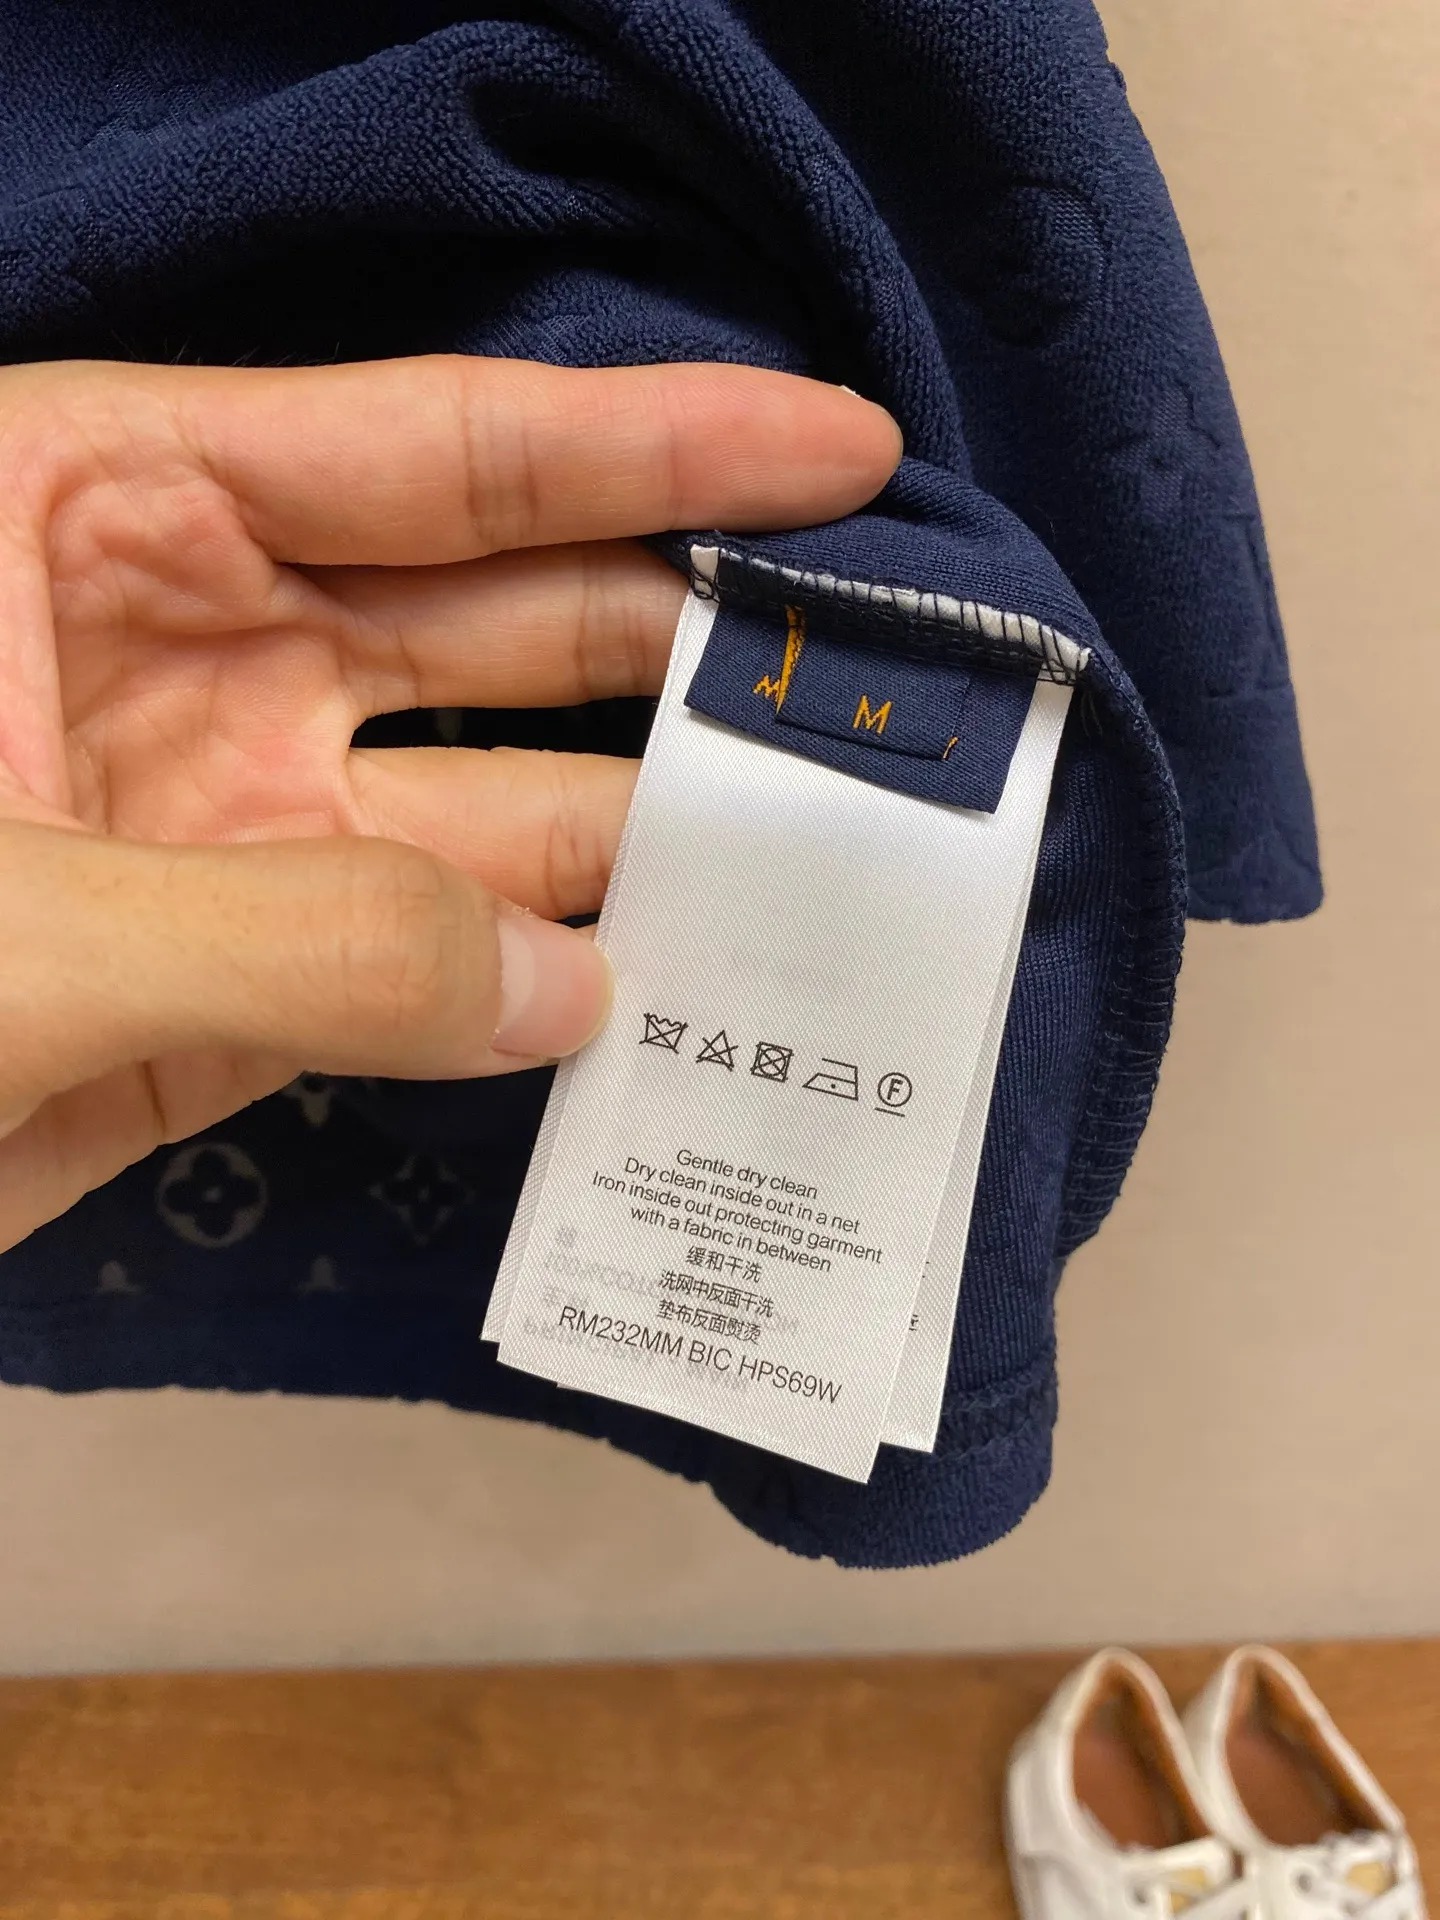 M
M
F
Gentle dry clean
Dry clean inside out in a net
Iron inside out protecting garment
with a fabric in between
缓和干洗
洗网中反面干洗
垫布反面熨烫
RM232MM BIC HPS69W